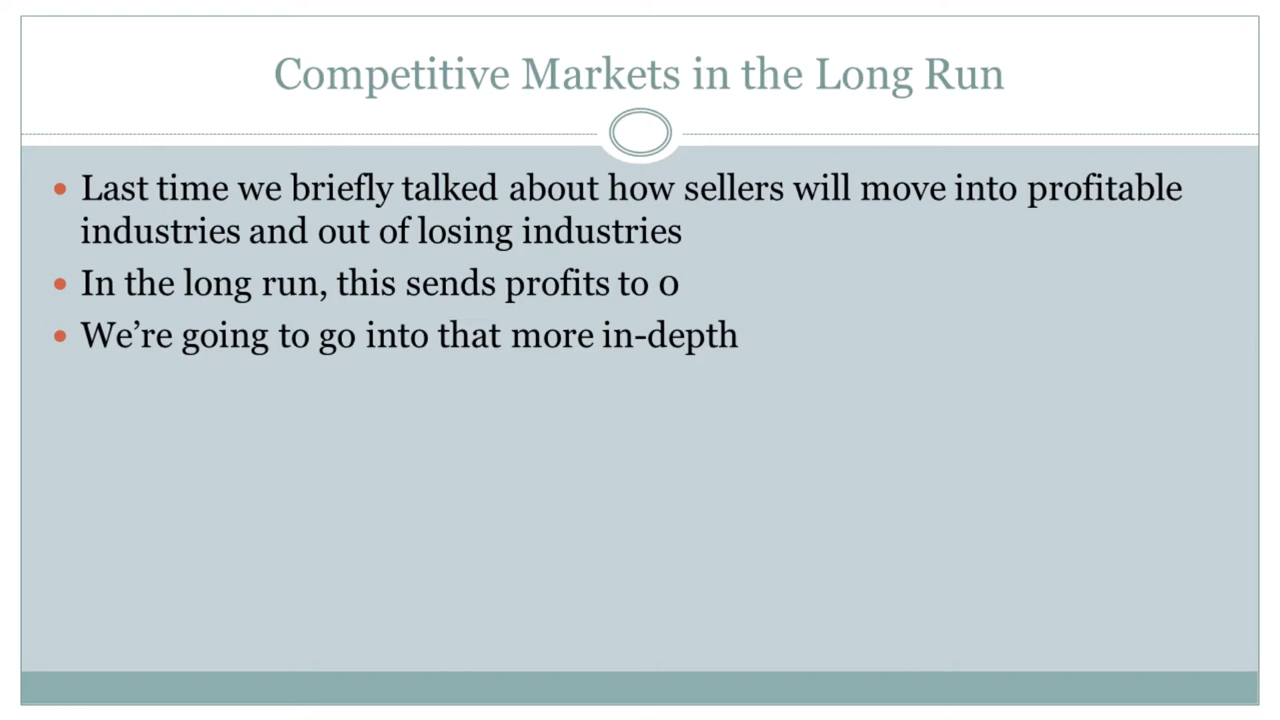 Competitive Markets in the Long Run
• Last time we briefly talked about how sellers will move into profitable
industries and out of losing industries
• In the long run, this sends profits to 0
• We’re going to go into that more in-depth